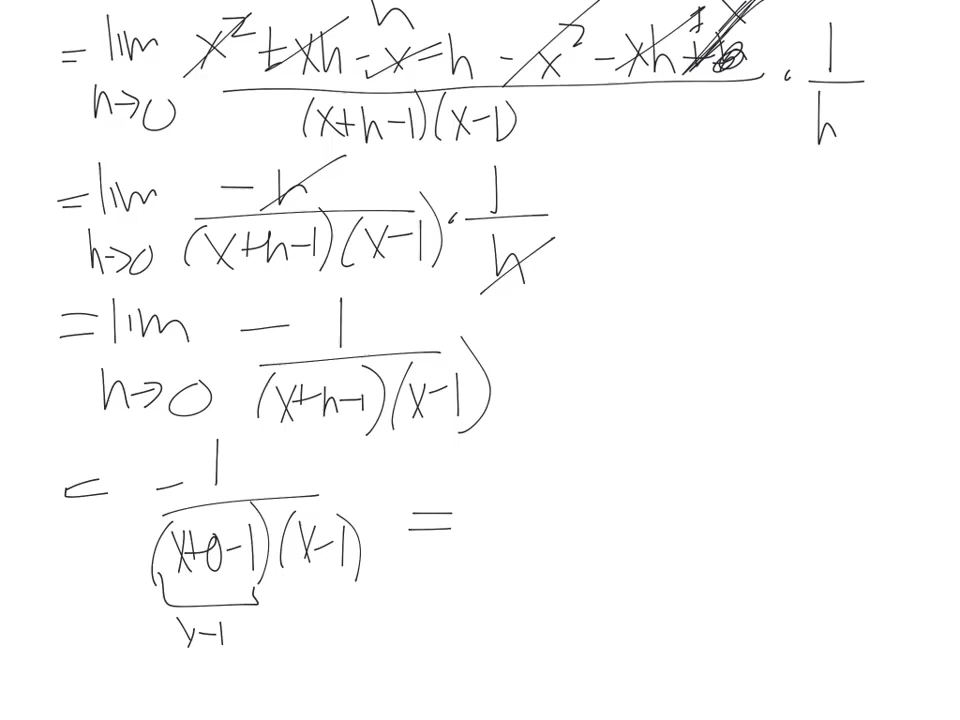 = lim h→0 x² + xh - x - h - x² - xh + x / (x+h-1)(x-1) · 1/h
= lim h→0 -h / (x+h-1)(x-1) · 1/h
= lim h→0 - 1 / (x+h-1)(x-1)
= - 1 / (x+0-1)(x-1) =
x-1